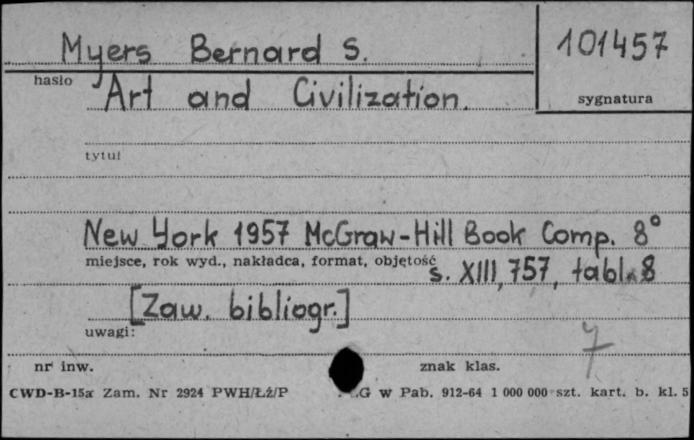 Myers Bernard S.
101457
hasło
Art and Civilization.
sygnatura
tytuł
New York 1957 McGraw-Hill Book Comp. 8°
miejsce, rok wyd., nakładca, format, objętość
s. XIII, 757, tabl. 8
[Zaw. bibliogr.]
uwagi:
7
nr inw.
znak klas.
CWD-B-15a Zam. Nr 2924 PWH/Łź/P
G w Pab. 912-64 1 000 000 szt. kart. b. kl. 5